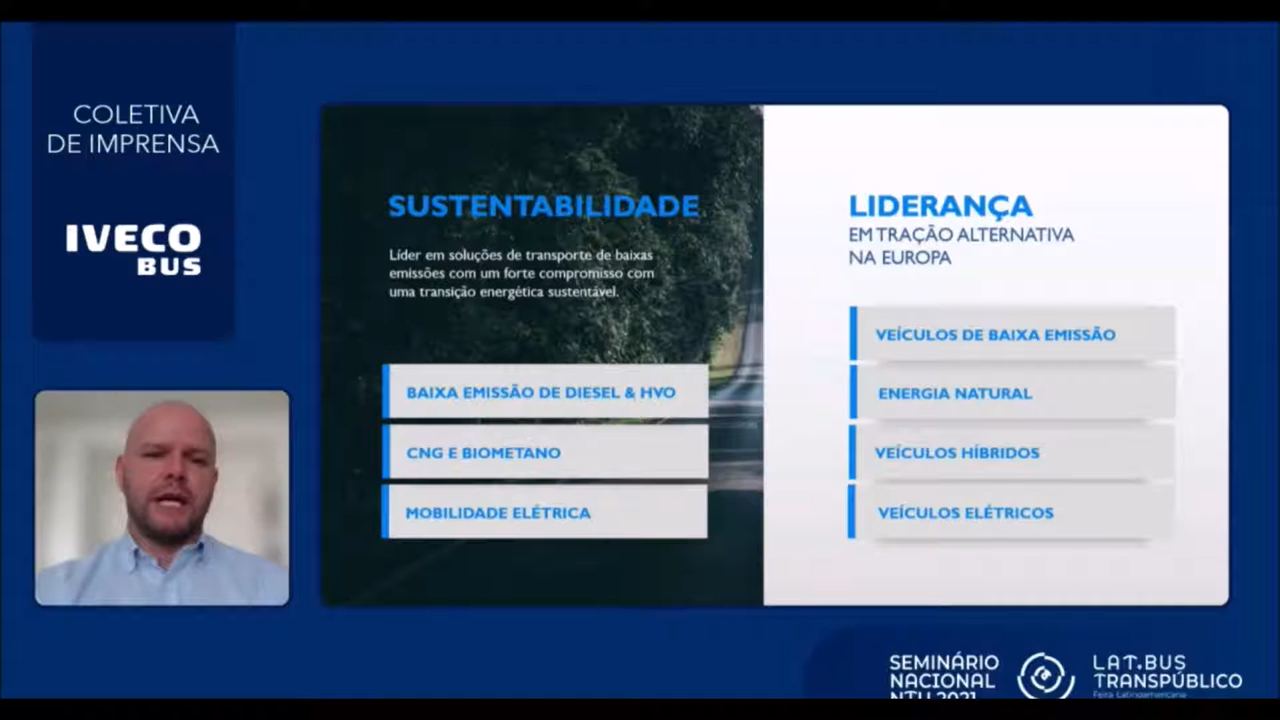 COLETIVA
DE IMPRENSA
IVECO
BUS
SUSTENTABILIDADE
Líder em soluções de transporte de baixas
emissões com um forte compromisso com
uma transição energética sustentável.
BAIXA EMISSÃO DE DIESEL & HVO
CNG E BIOMETANO
MOBILIDADE ELÉTRICA
LIDERANÇA
EM TRAÇÃO ALTERNATIVA
NA EUROPA
VEÍCULOS DE BAIXA EMISSÃO
ENERGIA NATURAL
VEÍCULOS HÍBRIDOS
VEÍCULOS ELÉTRICOS
SEMINÁRIO
NACIONAL
NTU 2021
LAT.BUS
TRANSPÚBLICO
Feira Latinoamericana